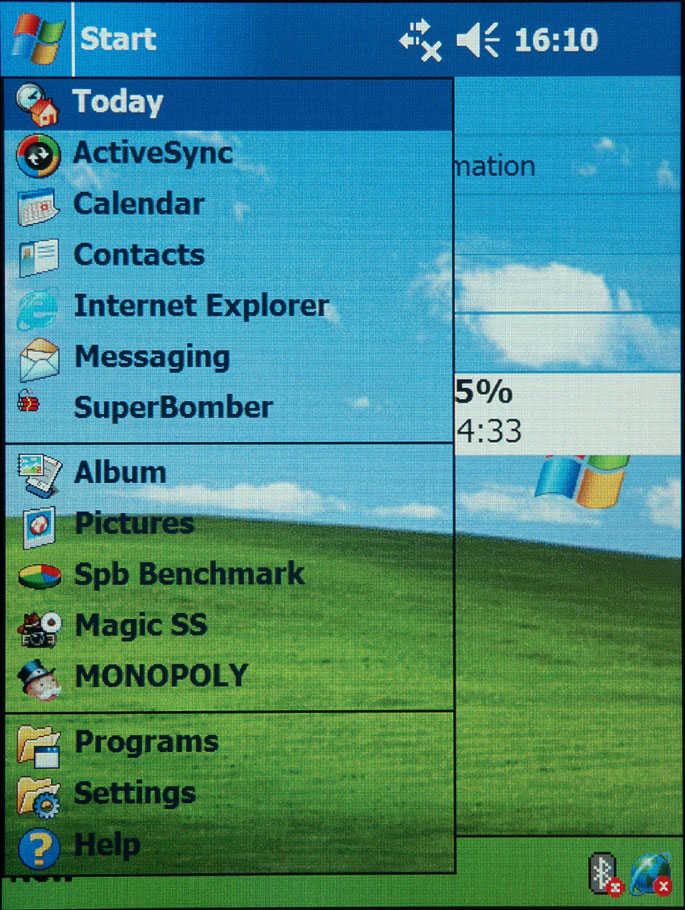 Start 16:10
Today
ActiveSync
mation
Calendar
Contacts
Internet Explorer
Messaging
5%
SuperBomber
4:33
Album
Pictures
Spb Benchmark
Magic SS
MONOPOLY
Programs
Settings
Help